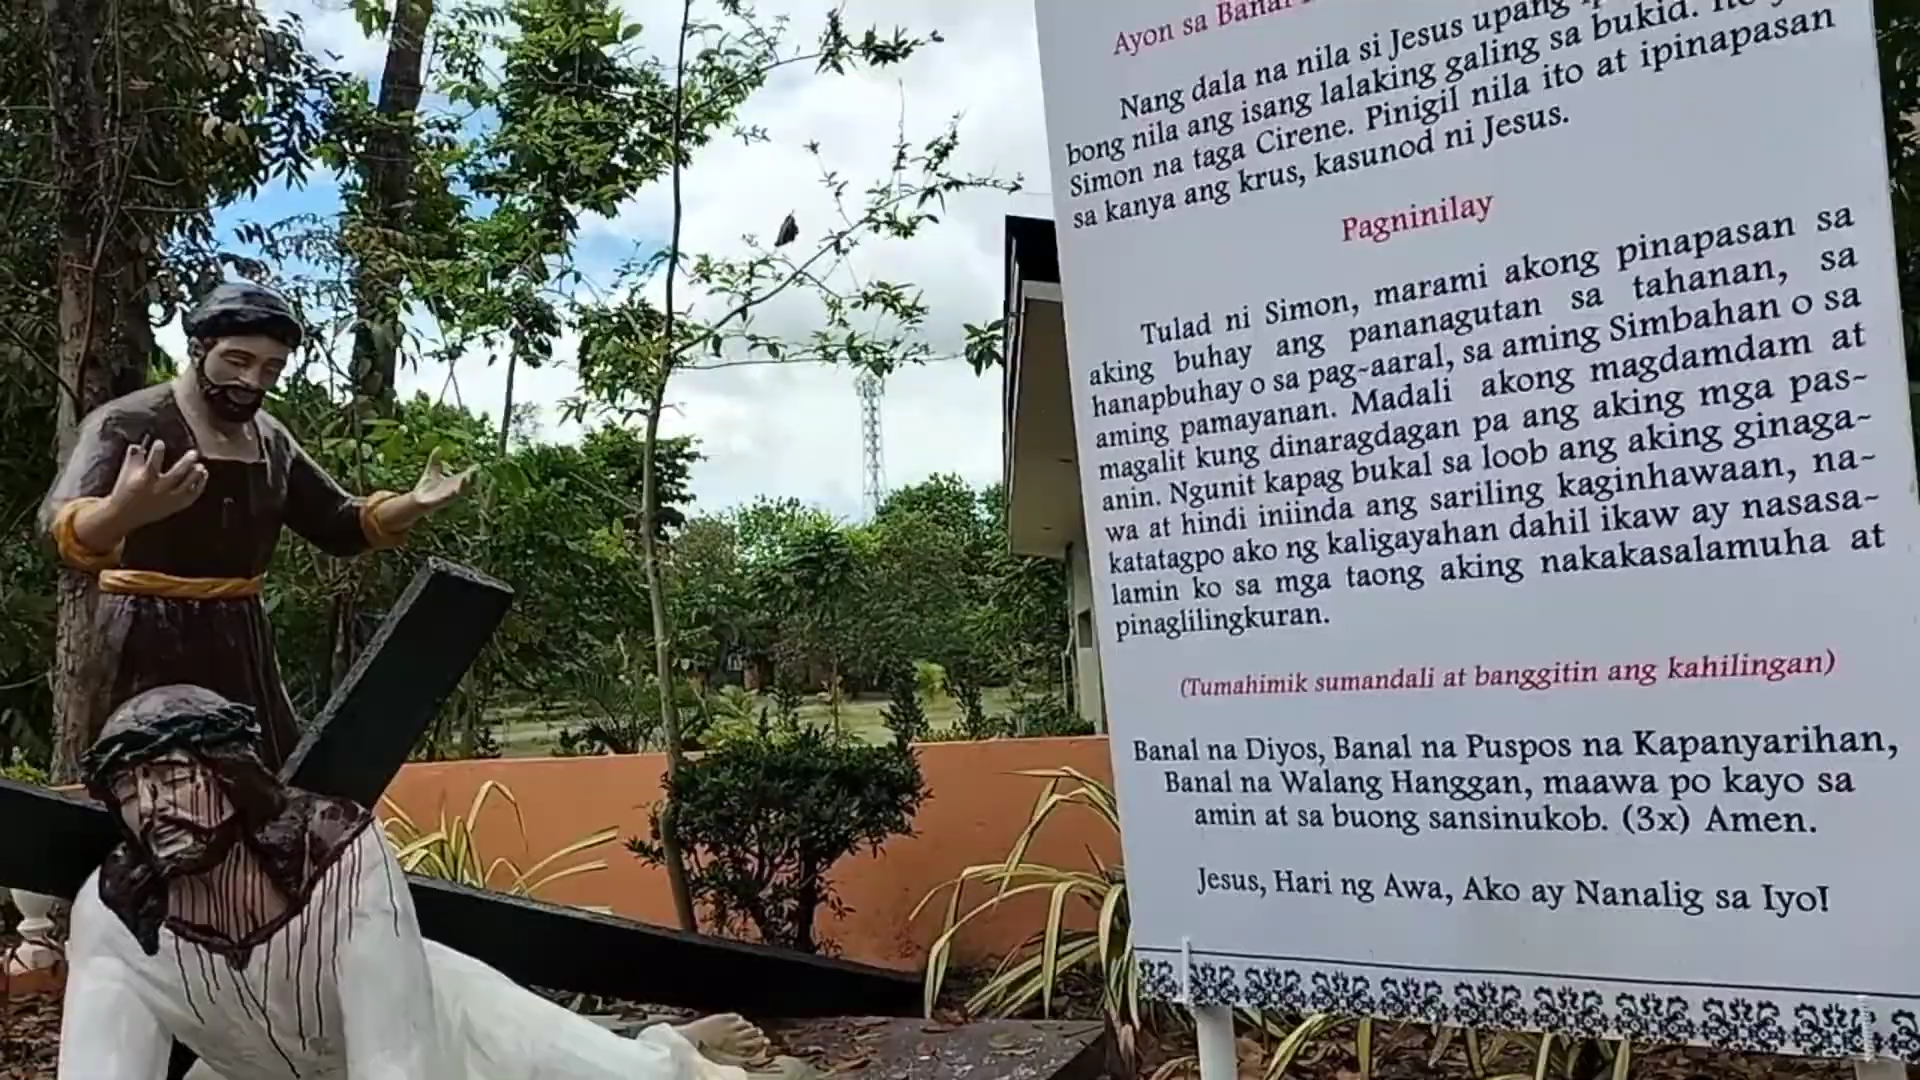 Ayon sa Banal
Nang dala na nila si Jesus upang
bong nila ang isang lalaking galing sa bukid.
Simon na taga Cirene. Pinigil nila ito at ipinapasan
sa kanya ang krus, kasunod ni Jesus.
Pagninilay
Tulad ni Simon, marami akong pinapasan sa
aking buhay ang pananagutan sa tahanan, sa
hanapbuhay o sa pag-aaral, sa aming Simbahan o sa
aming pamayanan. Madali akong magdamdam at
magalit kung dinaragdagan pa ang aking mga pas-
anin. Ngunit kapag bukal sa loob ang aking ginaga-
wa at hindi iniinda ang sariling kaginhawaan, na-
katatagpo ako ng kaligayahan dahil ikaw ay nasasa-
lamin ko sa mga taong aking nakakasalamuha at
pinaglilingkuran.
(Tumahimik sumandali at banggitin ang kahilingan)
Banal na Diyos, Banal na Puspos na Kapanyarihan,
Banal na Walang Hanggan, maawa po kayo sa
amin at sa buong sansinukob. (3x) Amen.
Jesus, Hari ng Awa, Ako ay Nanalig sa Iyo!